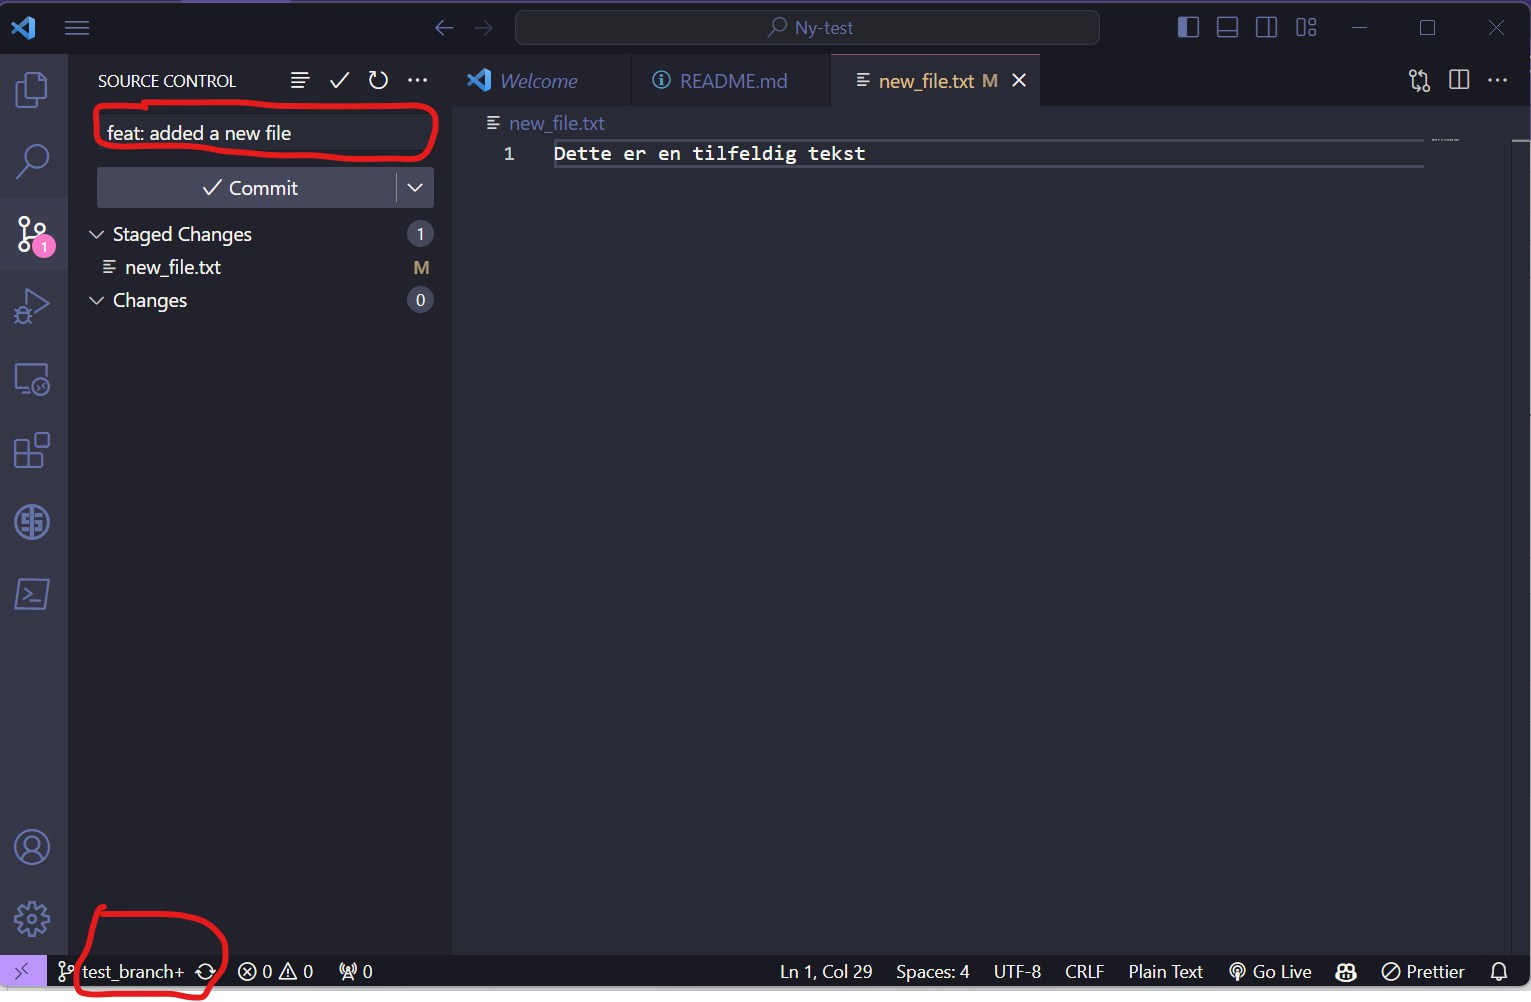 Ny-test
SOURCE CONTROL
feat: added a new file
Commit
Staged Changes 1
new_file.txt M
Changes 0
1
Welcome
README.md
new_file.txt M
new_file.txt
1 Dette er en tilfeldig tekst
test_branch+ 0 0 0 Ln 1, Col 29 Spaces: 4 UTF-8 CRLF Plain Text Go Live Prettier